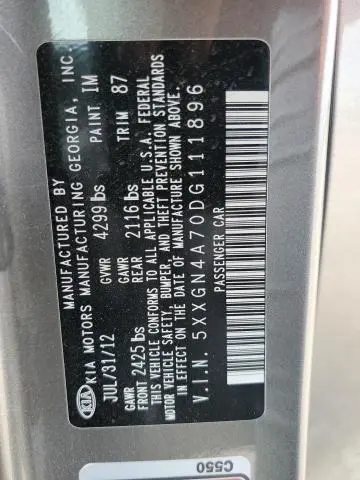 MANUFACTURED BY
KIA KIA MOTORS MANUFACTURING GEORGIA, INC
JUL/31/12 GVWR 4299 lbs PAINT IM
GAWR FRONT 2425 lbs GAWR REAR 2116 lbs TRIM 87
THIS VEHICLE CONFORMS TO ALL APPLICABLE U.S.A. FEDERAL
MOTOR VEHICLE SAFETY, BUMPER, AND THEFT PREVENTION STANDARDS
IN EFFECT ON THE DATE OF MANUFACTURE SHOWN ABOVE.
V.I.N. 5XXGN4A70DG111896
PASSENGER CAR
C550